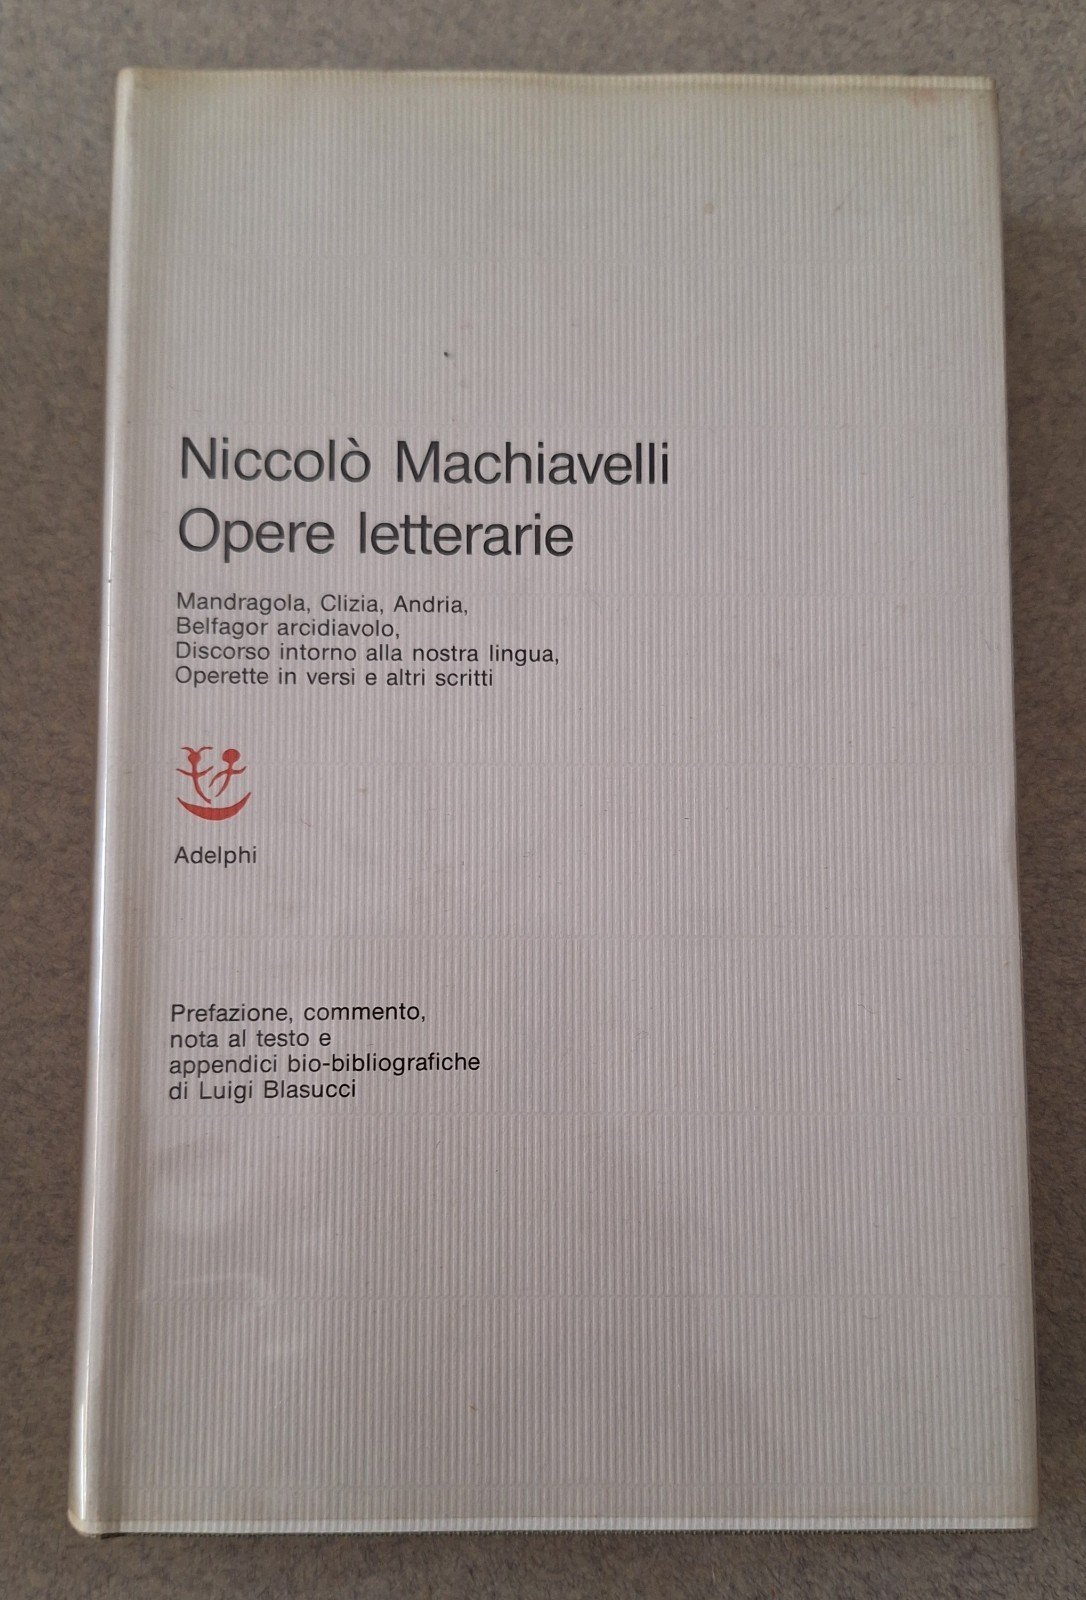 Niccolò Machiavelli
Opere letterarie
Mandragola, Clizia, Andria,
Belfagor arcidiavolo,
Discorso intorno alla nostra lingua,
Operette in versi e altri scritti
Adelphi
Prefazione, commento,
nota al testo e
appendici bio-bibliografiche
di Luigi Blasucci